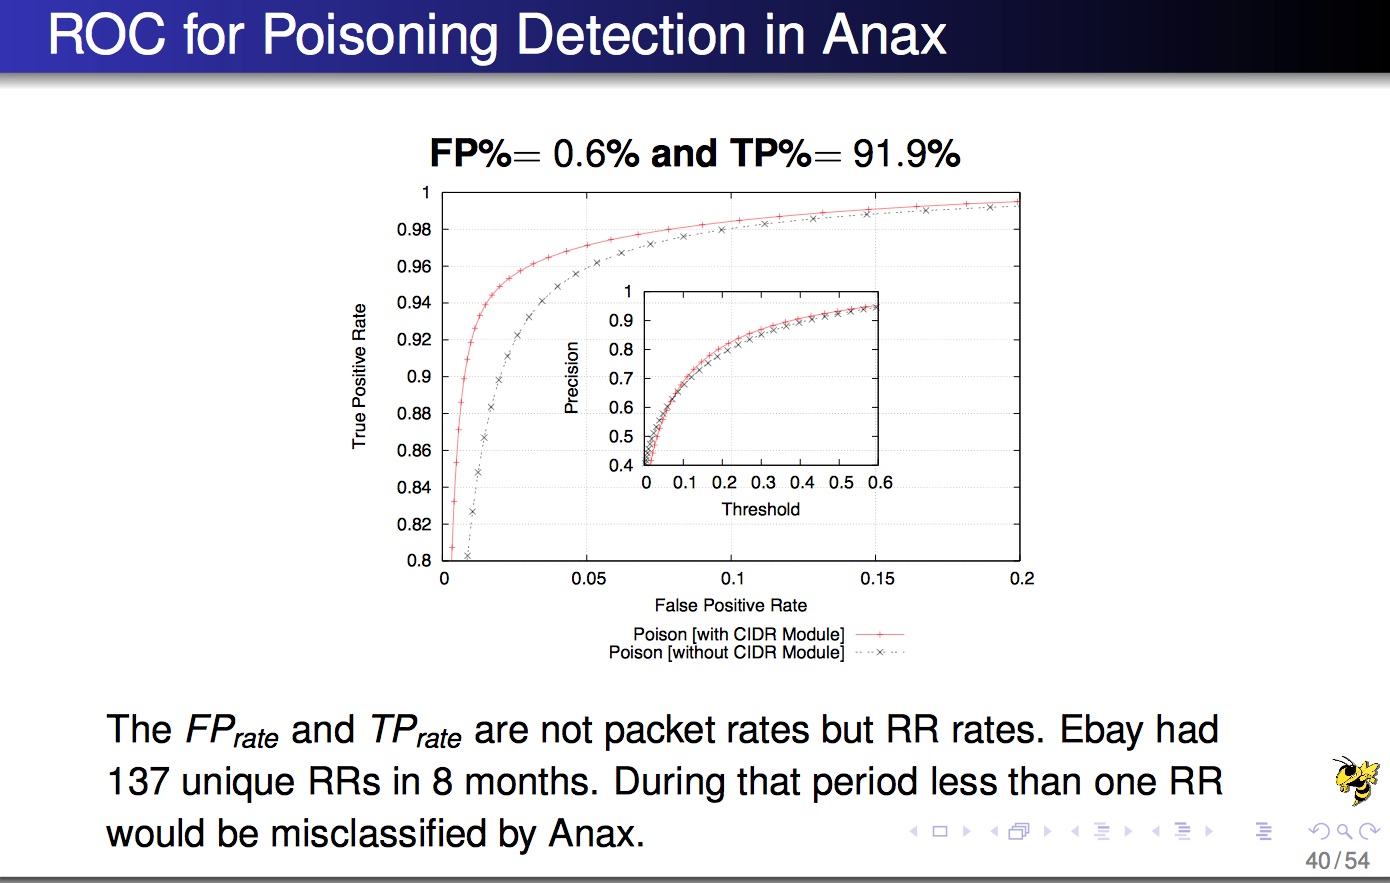 ROC for Poisoning Detection in Anax
FP%= 0.6% and TP%= 91.9%
1
0.98
0.96
0.94
0.92
0.9
0.88
0.86
0.84
0.82
0.8
True Positive Rate
0 0.05 0.1 0.15 0.2
False Positive Rate
1
0.9
0.8
0.7
0.6
0.5
0.4
Precision
0 0.1 0.2 0.3 0.4 0.5 0.6
Threshold
Poison [with CIDR Module]
Poison [without CIDR Module]
The FPrate and TPrate are not packet rates but RR rates. Ebay had
137 unique RRs in 8 months. During that period less than one RR
would be misclassified by Anax.
40/54